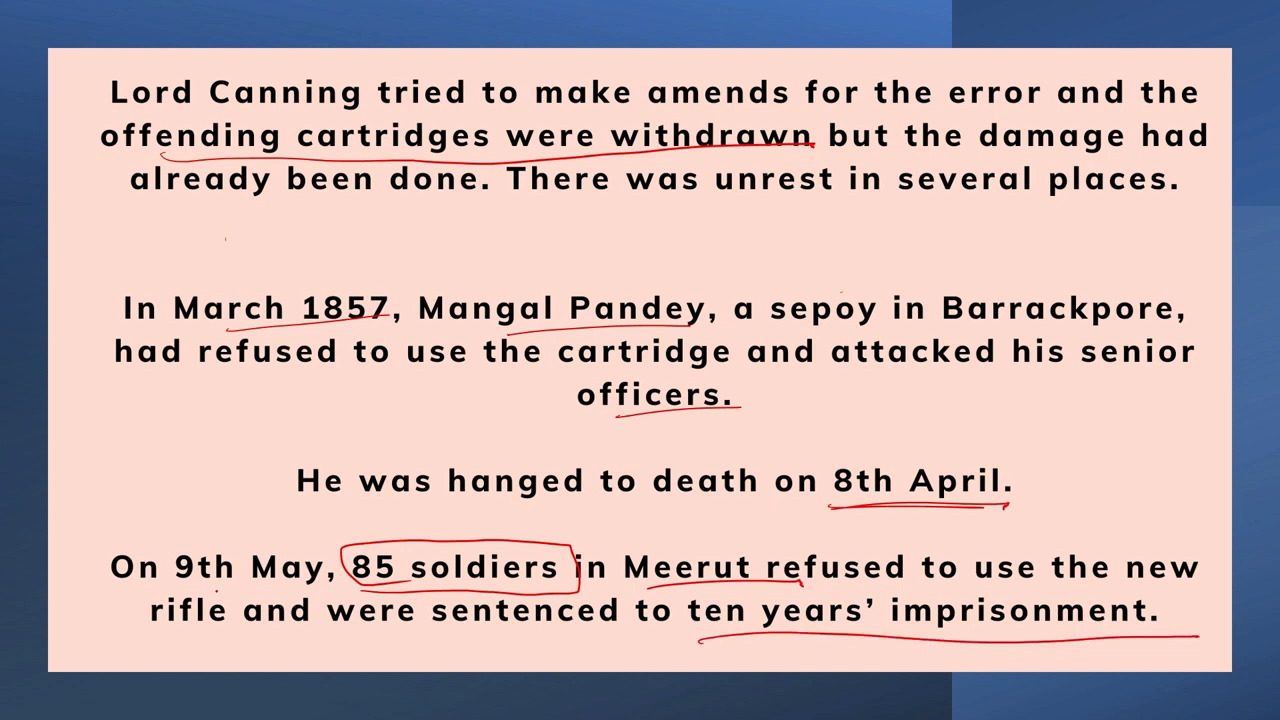 Lord Canning tried to make amends for the error and the
offending cartridges were withdrawn but the damage had
already been done. There was unrest in several places.
In March 1857, Mangal Pandey, a sepoy in Barrackpore,
had refused to use the cartridge and attacked his senior
officers.
He was hanged to death on 8th April.
On 9th May, 85 soldiers in Meerut refused to use the new
rifle and were sentenced to ten years’ imprisonment.